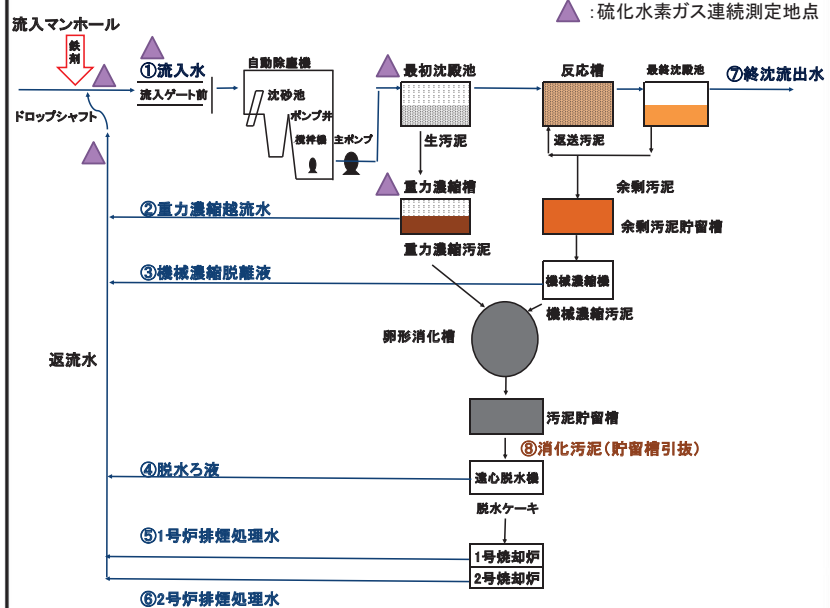 :硫化水素ガス連続測定地点
流入マンホール
鉄
剤
①流入水
流入ゲート前
ドロップシャフト
自動除塵機
沈砂池
ポンプ井
攪拌機
主ポンプ
最初沈殿池
生汚泥
反応槽
返送汚泥
最終沈殿池
⑦終沈流出水
重力濃縮槽
②重力濃縮越流水
重力濃縮汚泥
余剰汚泥
余剰汚泥貯留槽
③機械濃縮脱離液
機械濃縮機
機械濃縮汚泥
卵形消化槽
返流水
汚泥貯留槽
⑧消化汚泥(貯留槽引抜)
④脱水ろ液
遠心脱水機
脱水ケーキ
⑤1号炉排煙処理水
1号焼却炉
2号焼却炉
⑥2号炉排煙処理水